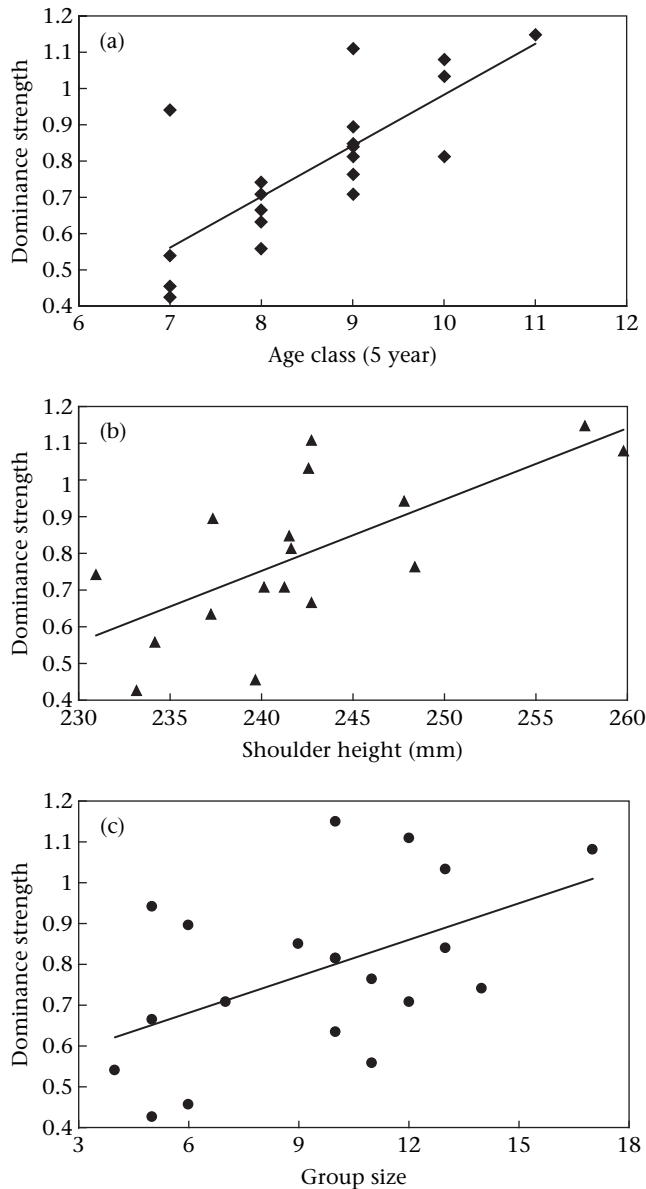 (a)
Dominance strength
1.2
1.1
1
0.9
0.8
0.7
0.6
0.5
0.4
6 7 8 9 10 11 12
Age class (5 year)
(b)
Dominance strength
1.2
1.1
1
0.9
0.8
0.7
0.6
0.5
0.4
230 235 240 245 250 255 260
Shoulder height (mm)
(c)
Dominance strength
1.2
1.1
1
0.9
0.8
0.7
0.6
0.5
0.4
3 6 9 12 15 18
Group size